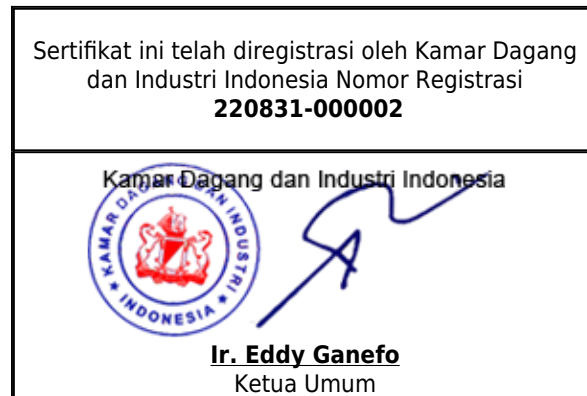 Sertifikat ini telah diregistrasi oleh Kamar Dagang
dan Industri Indonesia Nomor Registrasi
220831-000002
Kamar Dagang dan Industri Indonesia
KAMAR DAGANG DAN INDUSTRI
INDONESIA
Ir. Eddy Ganefo
Ketua Umum